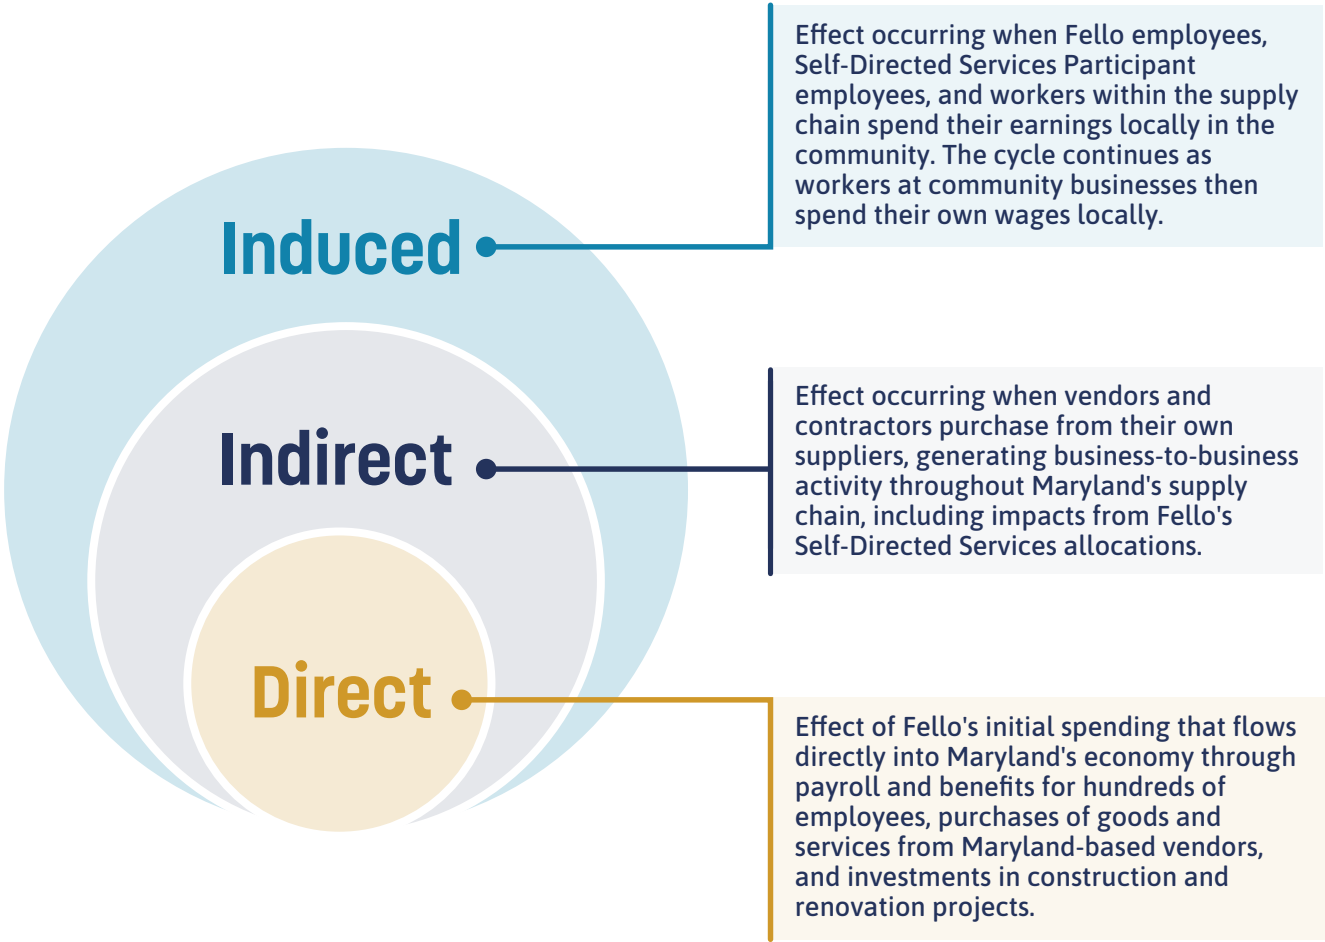 Induced
Effect occurring when Fello employees,
Self-Directed Services Participant
employees, and workers within the supply
chain spend their earnings locally in the
community. The cycle continues as
workers at community businesses then
spend their own wages locally.
Indirect
Effect occurring when vendors and
contractors purchase from their own
suppliers, generating business-to-business
activity throughout Maryland's supply
chain, including impacts from Fello's
Self-Directed Services allocations.
Direct
Effect of Fello's initial spending that flows
directly into Maryland's economy through
payroll and benefits for hundreds of
employees, purchases of goods and
services from Maryland-based vendors,
and investments in construction and
renovation projects.